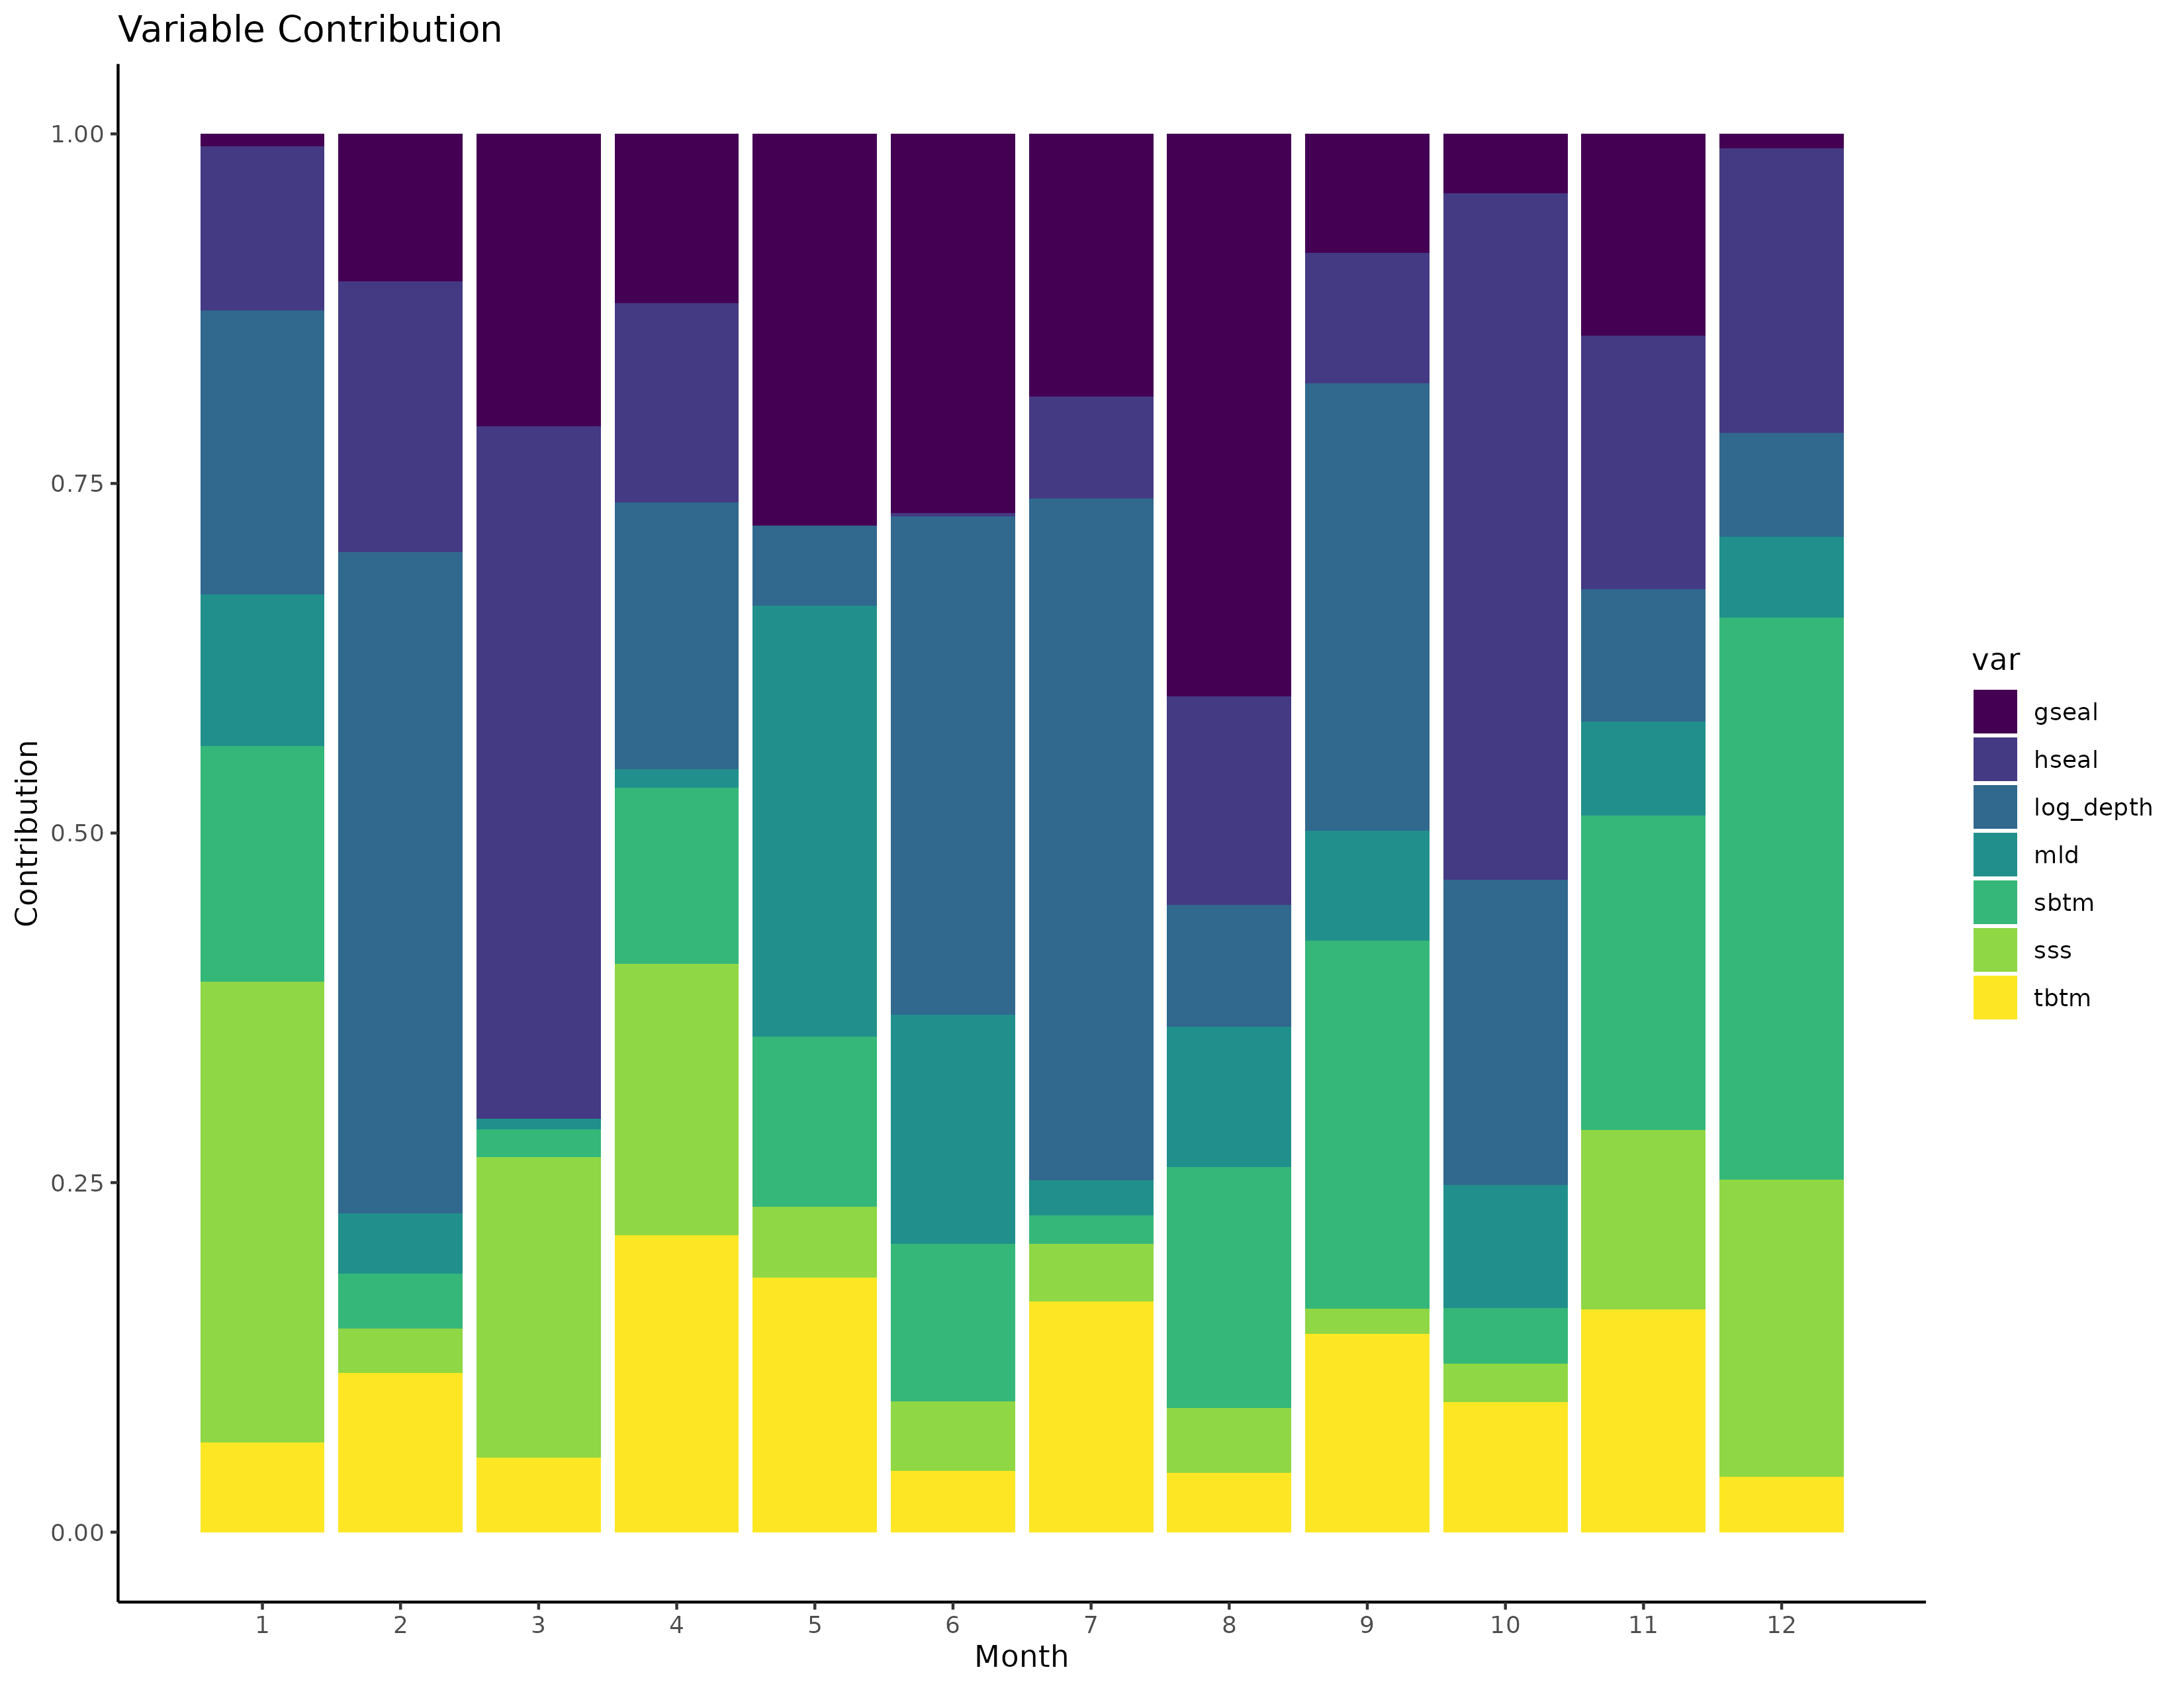 Variable Contribution
1.00
0.75
0.50
0.25
0.00
Contribution
1 2 3 4 5 6 7 8 9 10 11 12
Month
var
gseal
hseal
log_depth
mld
sbtm
sss
tbtm